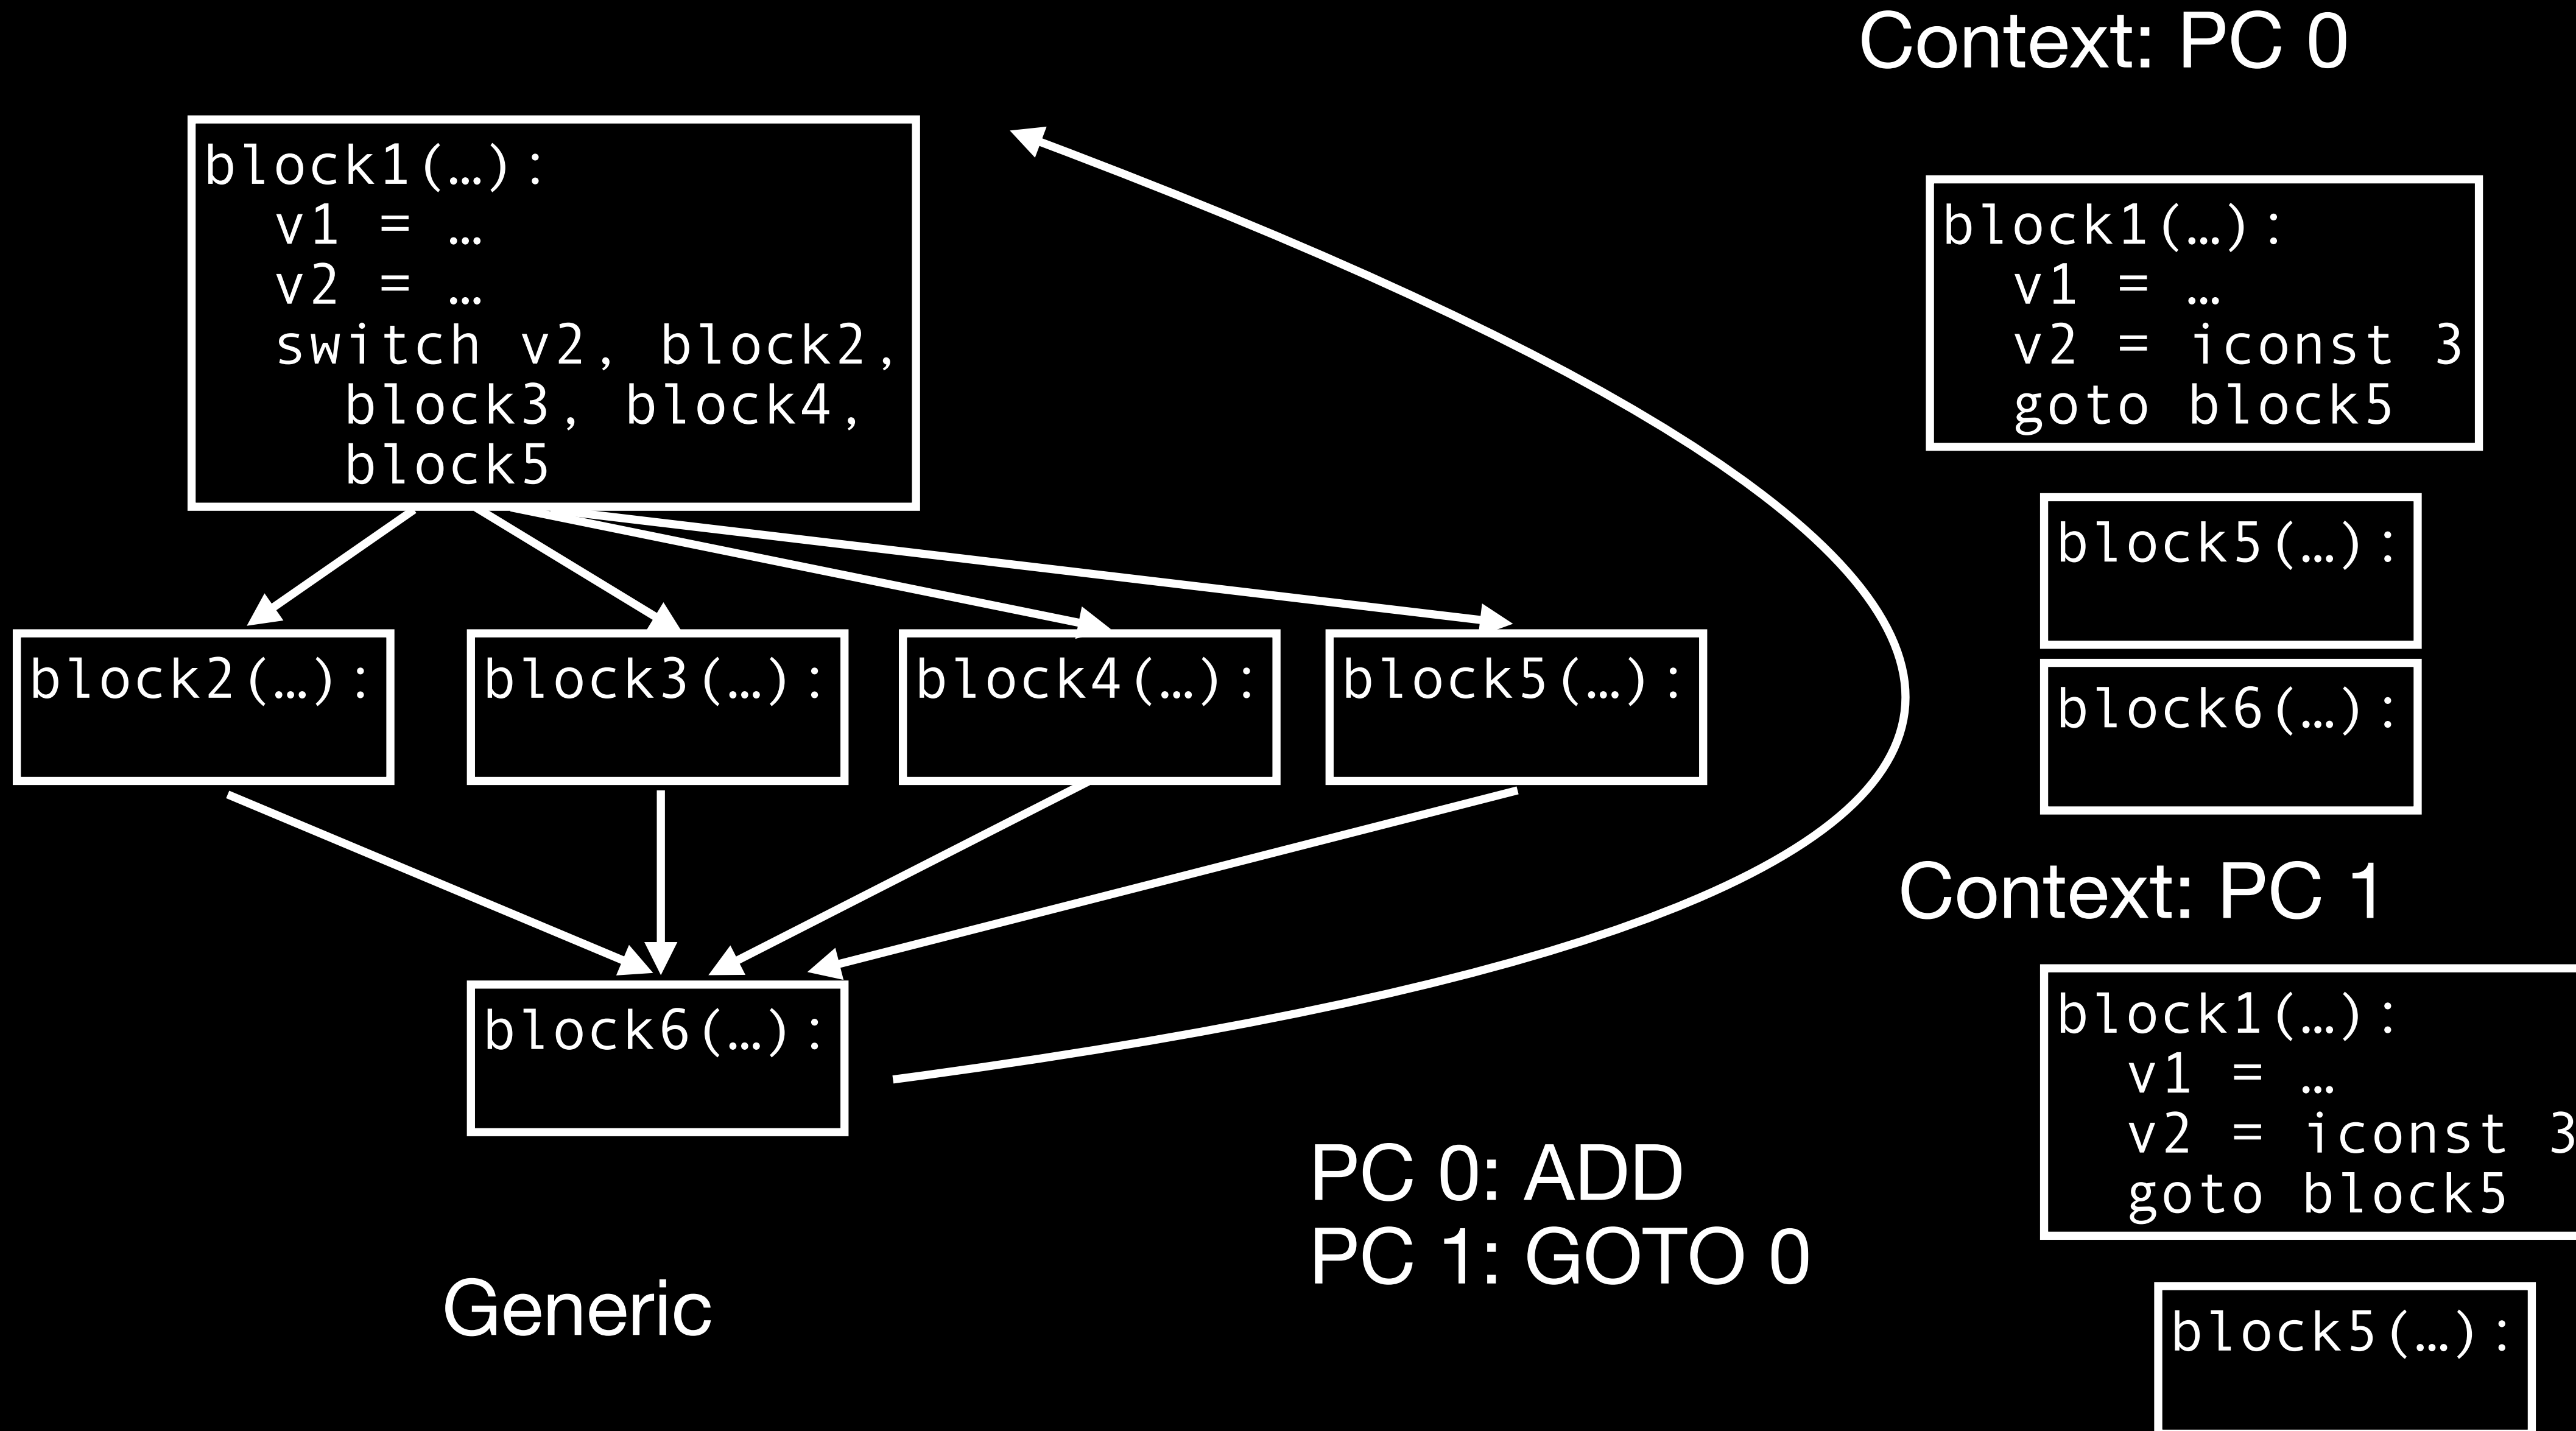 Context: PC 0
block1(…):
v1 = …
v2 = …
switch v2, block2,
block3, block4,
block5
block2(…):
block3(…):
block4(…):
block5(…):
block6(…):
Generic
PC 0: ADD
PC 1: GOTO 0
block1(…):
v1 = …
v2 = iconst 3
goto block5
block5(…):
block6(…):
Context: PC 1
block1(…):
v1 = …
v2 = iconst 3
goto block5
block5(…):